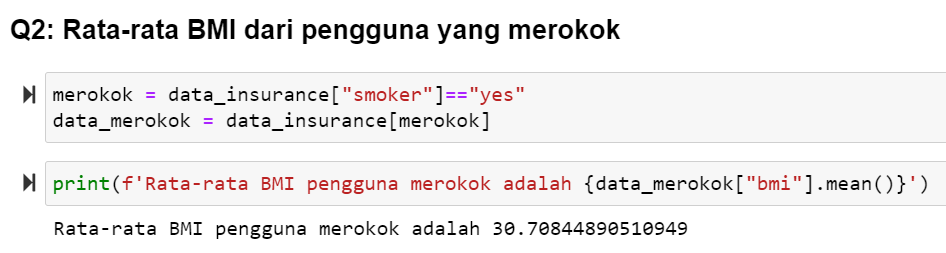 Q2: Rata-rata BMI dari pengguna yang merokok
merokok = data_insurance["smoker"]=="yes"
data_merokok = data_insurance[merokok]
print(f'Rata-rata BMI pengguna merokok adalah {data_merokok["bmi"].mean()}')
Rata-rata BMI pengguna merokok adalah 30.70844890510949